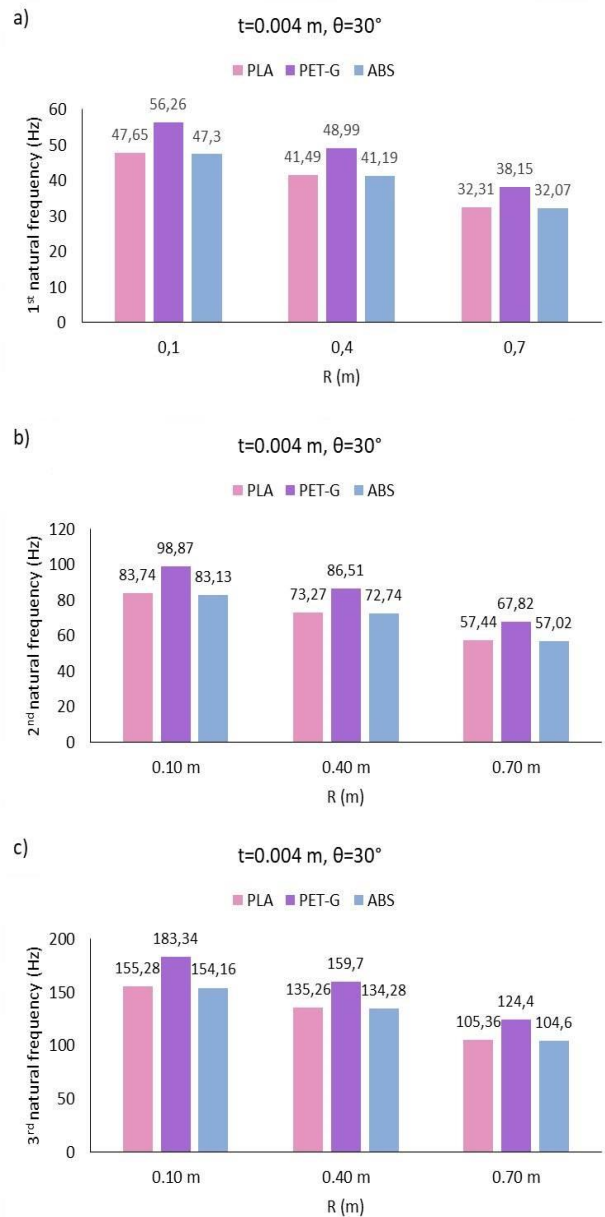 a)
t=0.004 m, θ=30°
PLA PET-G ABS
1st natural frequency (Hz)
60
50
40
30
20
10
0
47,65 56,26 47,3
41,49 48,99 41,19
32,31 38,15 32,07
0,1 0,4 0,7
R (m)
b)
t=0.004 m, θ=30°
PLA PET-G ABS
2nd natural frequency (Hz)
120
100
80
60
40
20
0
83,74 98,87 83,13
73,27 86,51 72,74
57,44 67,82 57,02
0.10 m 0.40 m 0.70 m
R (m)
c)
t=0.004 m, θ=30°
PLA PET-G ABS
3rd natural frequency (Hz)
200
150
100
50
0
155,28 183,34 154,16
135,26 159,7 134,28
105,36 124,4 104,6
0.10 m 0.40 m 0.70 m
R (m)